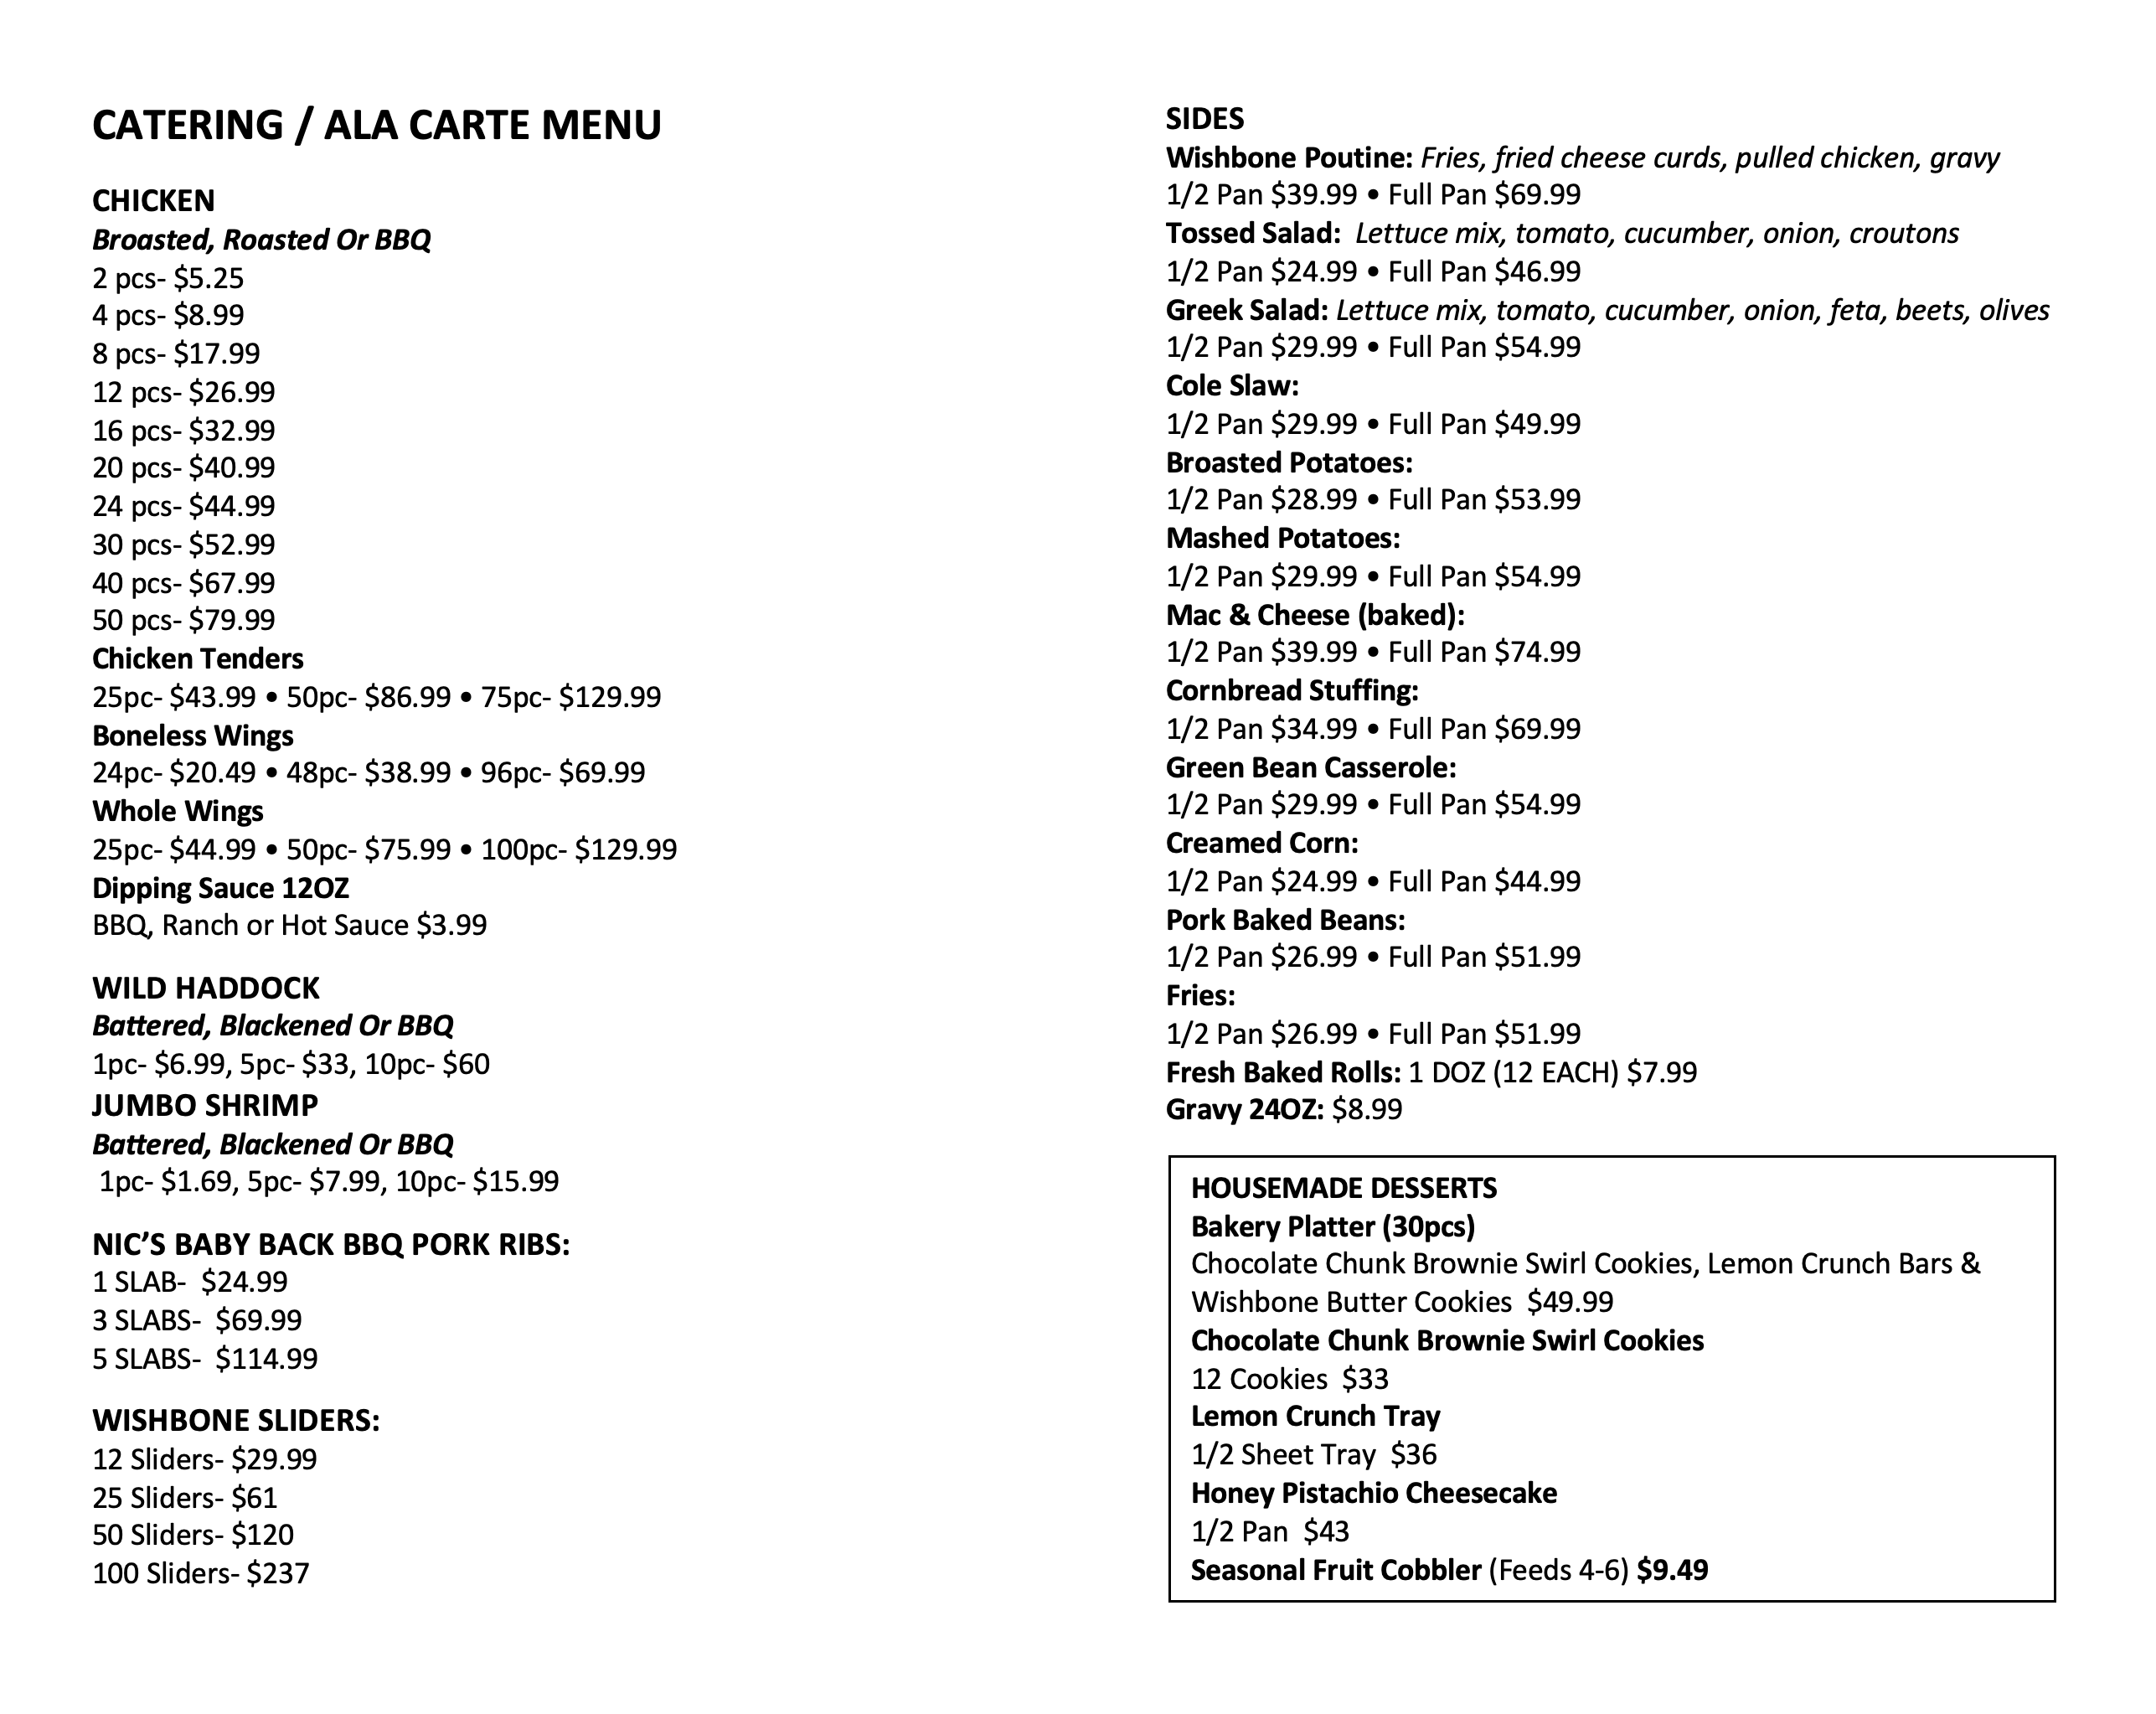 CATERING / ALA CARTE MENU
CHICKEN
Broasted, Roasted Or BBQ
2 pcs- $5.25
4 pcs- $8.99
8 pcs- $17.99
12 pcs- $26.99
16 pcs- $32.99
20 pcs- $40.99
24 pcs- $44.99
30 pcs- $52.99
40 pcs- $67.99
50 pcs- $79.99
Chicken Tenders
25pc- $43.99 • 50pc- $86.99 • 75pc- $129.99
Boneless Wings
24pc- $20.49 • 48pc- $38.99 • 96pc- $69.99
Whole Wings
25pc- $44.99 • 50pc- $75.99 • 100pc- $129.99
Dipping Sauce 12OZ
BBQ, Ranch or Hot Sauce $3.99
WILD HADDOCK
Battered, Blackened Or BBQ
1pc- $6.99, 5pc- $33, 10pc- $60
JUMBO SHRIMP
Battered, Blackened Or BBQ
1pc- $1.69, 5pc- $7.99, 10pc- $15.99
NIC’S BABY BACK BBQ PORK RIBS:
1 SLAB-  $24.99
3 SLABS-  $69.99
5 SLABS-  $114.99
WISHBONE SLIDERS:
12 Sliders- $29.99
25 Sliders- $61
50 Sliders- $120
100 Sliders- $237
SIDES
Wishbone Poutine: Fries, fried cheese curds, pulled chicken, gravy
1/2 Pan $39.99 • Full Pan $69.99
Tossed Salad:  Lettuce mix, tomato, cucumber, onion, croutons
1/2 Pan $24.99 • Full Pan $46.99
Greek Salad: Lettuce mix, tomato, cucumber, onion, feta, beets, olives
1/2 Pan $29.99 • Full Pan $54.99
Cole Slaw:
1/2 Pan $29.99 • Full Pan $49.99
Broasted Potatoes:
1/2 Pan $28.99 • Full Pan $53.99
Mashed Potatoes:
1/2 Pan $29.99 • Full Pan $54.99
Mac & Cheese (baked):
1/2 Pan $39.99 • Full Pan $74.99
Cornbread Stuffing:
1/2 Pan $34.99 • Full Pan $69.99
Green Bean Casserole:
1/2 Pan $29.99 • Full Pan $54.99
Creamed Corn:
1/2 Pan $24.99 • Full Pan $44.99
Pork Baked Beans:
1/2 Pan $26.99 • Full Pan $51.99
Fries:
1/2 Pan $26.99 • Full Pan $51.99
Fresh Baked Rolls: 1 DOZ (12 EACH) $7.99
Gravy 24OZ: $8.99
HOUSEMADE DESSERTS
Bakery Platter (30pcs)
Chocolate Chunk Brownie Swirl Cookies, Lemon Crunch Bars &
Wishbone Butter Cookies  $49.99
Chocolate Chunk Brownie Swirl Cookies
12 Cookies  $33
Lemon Crunch Tray
1/2 Sheet Tray  $36
Honey Pistachio Cheesecake
1/2 Pan  $43
Seasonal Fruit Cobbler (Feeds 4-6) $9.49